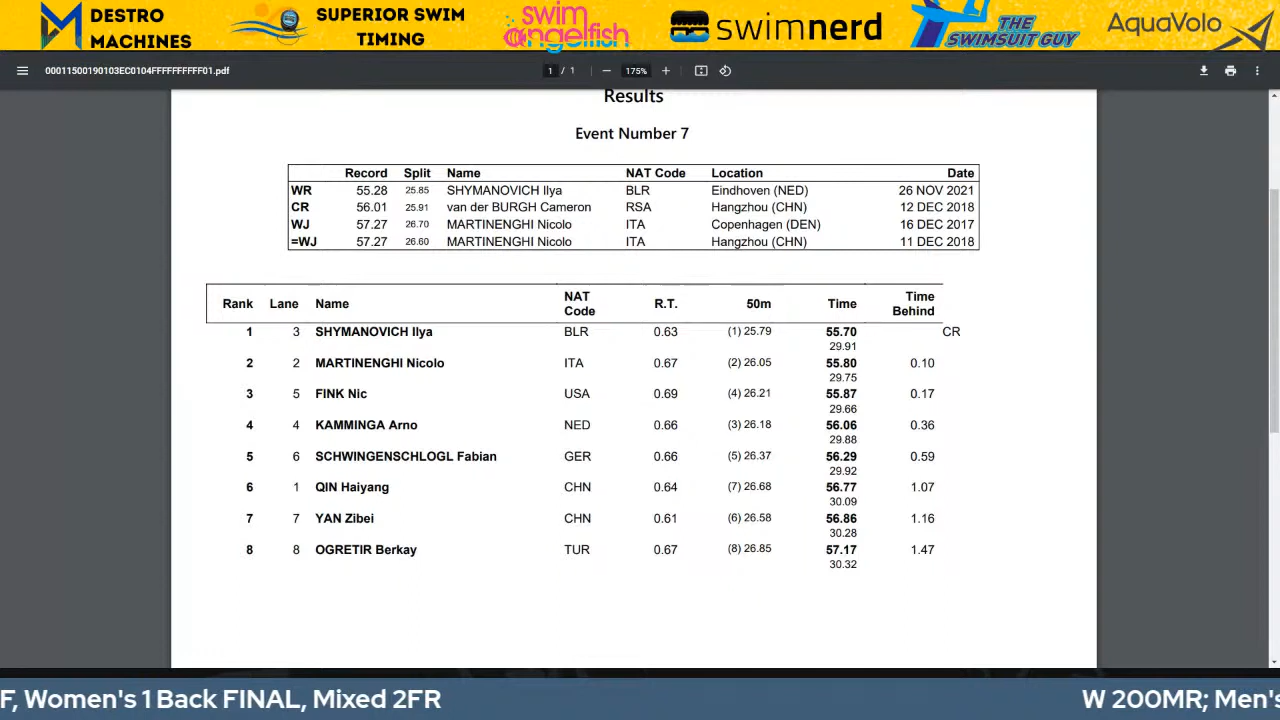 DESTRO
MACHINES
SUPERIOR SWIM
TIMING
swim
angelfish
swimnerd
THE
SWIMSUIT GUY
AquaVolo
00011500190103EC0104FFFFFFFFFF01.pdf
1 / 1
175%
Results
Event Number 7
Record Split Name NAT Code Location Date
WR 55.28 25.85 SHYMANOVICH Ilya BLR Eindhoven (NED) 26 NOV 2021
CR 56.01 25.91 van der BURGH Cameron RSA Hangzhou (CHN) 12 DEC 2018
WJ 57.27 26.70 MARTINENGHI Nicolo ITA Copenhagen (DEN) 16 DEC 2017
=WJ 57.27 26.60 MARTINENGHI Nicolo ITA Hangzhou (CHN) 11 DEC 2018
Rank Lane Name NAT Code R.T. 50m Time Time Behind
1 3 SHYMANOVICH Ilya BLR 0.63 (1) 25.79 55.70 CR
29.91
2 2 MARTINENGHI Nicolo ITA 0.67 (2) 26.05 55.80 0.10
29.75
3 5 FINK Nic USA 0.69 (4) 26.21 55.87 0.17
29.66
4 4 KAMMINGA Arno NED 0.66 (3) 26.18 56.06 0.36
29.88
5 6 SCHWINGENSCHLOGL Fabian GER 0.66 (5) 26.37 56.29 0.59
29.92
6 1 QIN Haiyang CHN 0.64 (7) 26.68 56.77 1.07
30.09
7 7 YAN Zibei CHN 0.61 (6) 26.58 56.86 1.16
30.28
8 8 OGRETIR Berkay TUR 0.67 (8) 26.85 57.17 1.47
30.32
F, Women's 1 Back FINAL, Mixed 2FR W 200MR; Men's